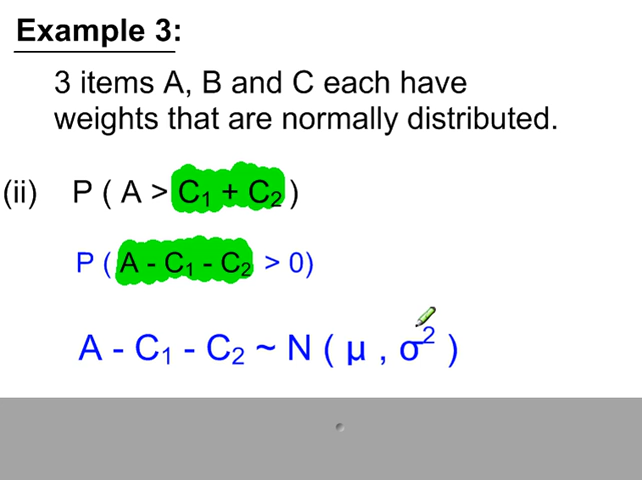 Example 3:
3 items A, B and C each have
weights that are normally distributed.
(ii) P ( A > C₁ + C₂ )
P ( A - C₁ - C₂ > 0)
A - C₁ - C₂ ~ N ( μ , σ² )